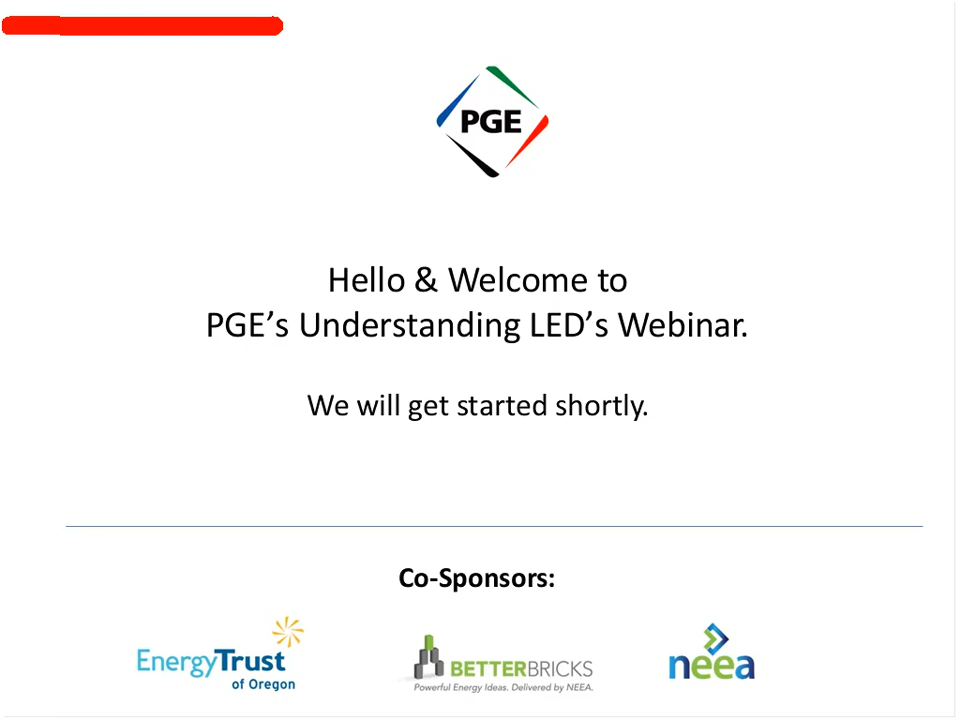 PGE
Hello & Welcome to
PGE’s Understanding LED’s Webinar.
We will get started shortly.
Co-Sponsors:
EnergyTrust
of Oregon
BETTERBRICKS
Powerful Energy Ideas. Delivered by NEEA.
neea